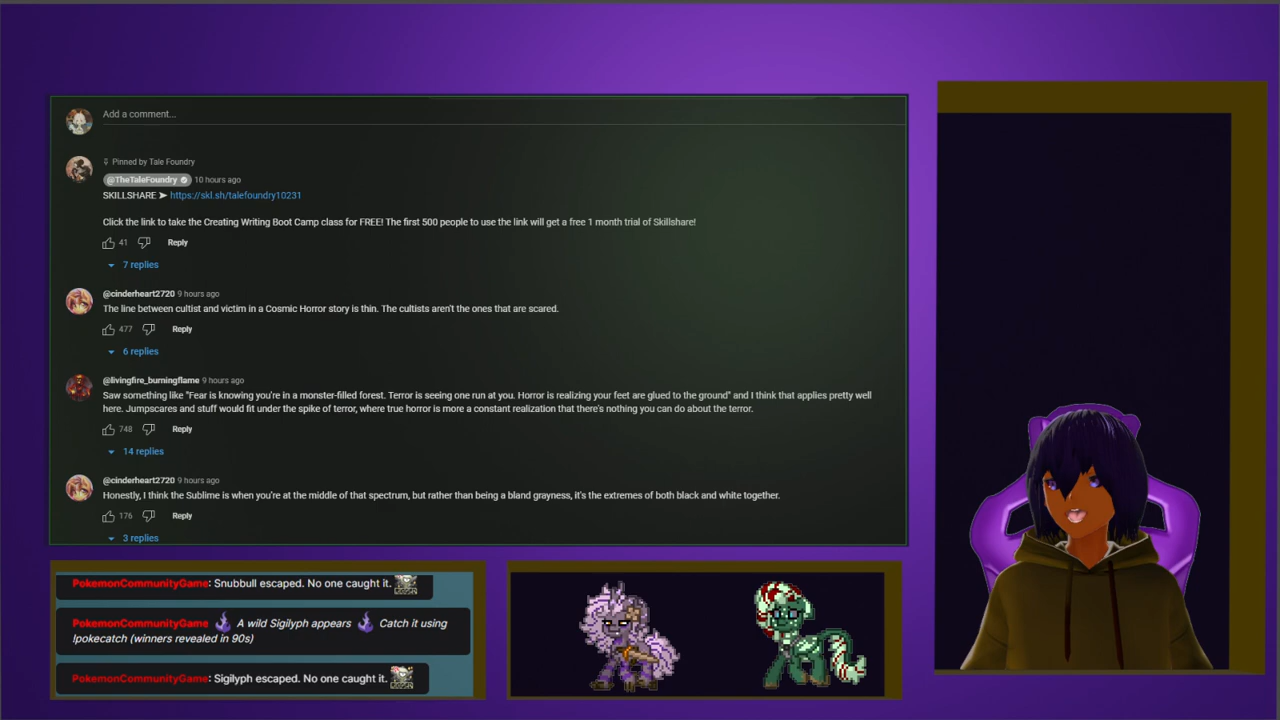 Add a comment...
Pinned by Tale Foundry
@TheTaleFoundry 10 hours ago
SKILLSHARE ➤ https://skl.sh/talefoundry10231
Click the link to take the Creating Writing Boot Camp class for FREE! The first 500 people to use the link will get a free 1 month trial of Skillshare!
41 Reply
7 replies
@cinderheart2720 9 hours ago
The line between cultist and victim in a Cosmic Horror story is thin. The cultists aren't the ones that are scared.
477 Reply
6 replies
@livingfire_burningflame 9 hours ago
Saw something like "Fear is knowing you're in a monster-filled forest. Terror is seeing one run at you. Horror is realizing your feet are glued to the ground" and I think that applies pretty well
here. Jumpscares and stuff would fit under the spike of terror, where true horror is more a constant realization that there's nothing you can do about the terror.
748 Reply
14 replies
@cinderheart2720 9 hours ago
Honestly, I think the Sublime is when you're at the middle of that spectrum, but rather than being a bland grayness, it's the extremes of both black and white together.
176 Reply
3 replies
PokemonCommunityGame: Snubbull escaped. No one caught it.
PokemonCommunityGame A wild Sigilyph appears Catch it using
!pokecatch (winners revealed in 90s)
PokemonCommunityGame: Sigilyph escaped. No one caught it.